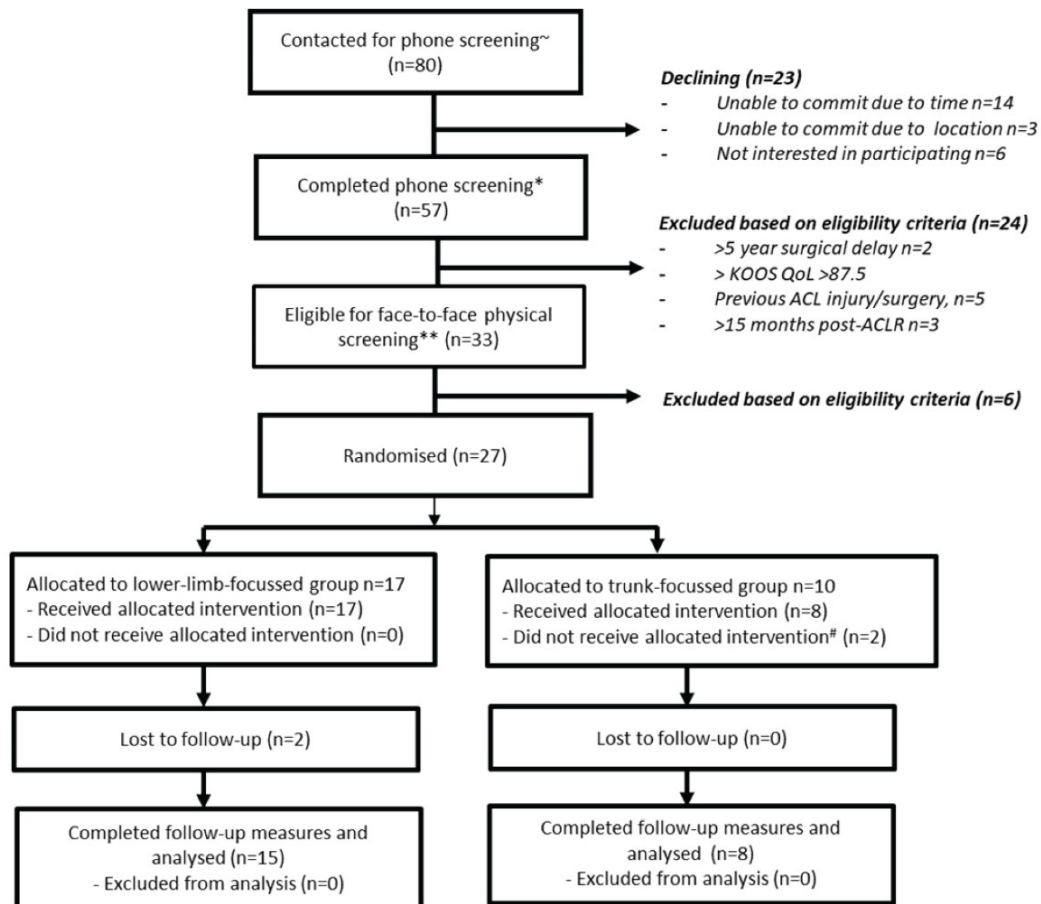 Contacted for phone screening~
(n=80)
Declining (n=23)
- Unable to commit due to time n=14
- Unable to commit due to location n=3
- Not interested in participating n=6
Completed phone screening*
(n=57)
Excluded based on eligibility criteria (n=24)
- >5 year surgical delay n=2
- > KOOS QoL >87.5
- Previous ACL injury/surgery, n=5
- >15 months post-ACLR n=3
Eligible for face-to-face physical
screening** (n=33)
Excluded based on eligibility criteria (n=6)
Randomised (n=27)
Allocated to lower-limb-focussed group n=17
- Received allocated intervention (n=17)
- Did not receive allocated intervention (n=0)
Allocated to trunk-focussed group n=10
- Received allocated intervention (n=8)
- Did not receive allocated intervention# (n=2)
Lost to follow-up (n=2)
Lost to follow-up (n=0)
Completed follow-up measures and
analysed (n=15)
- Excluded from analysis (n=0)
Completed follow-up measures and
analysed (n=8)
- Excluded from analysis (n=0)